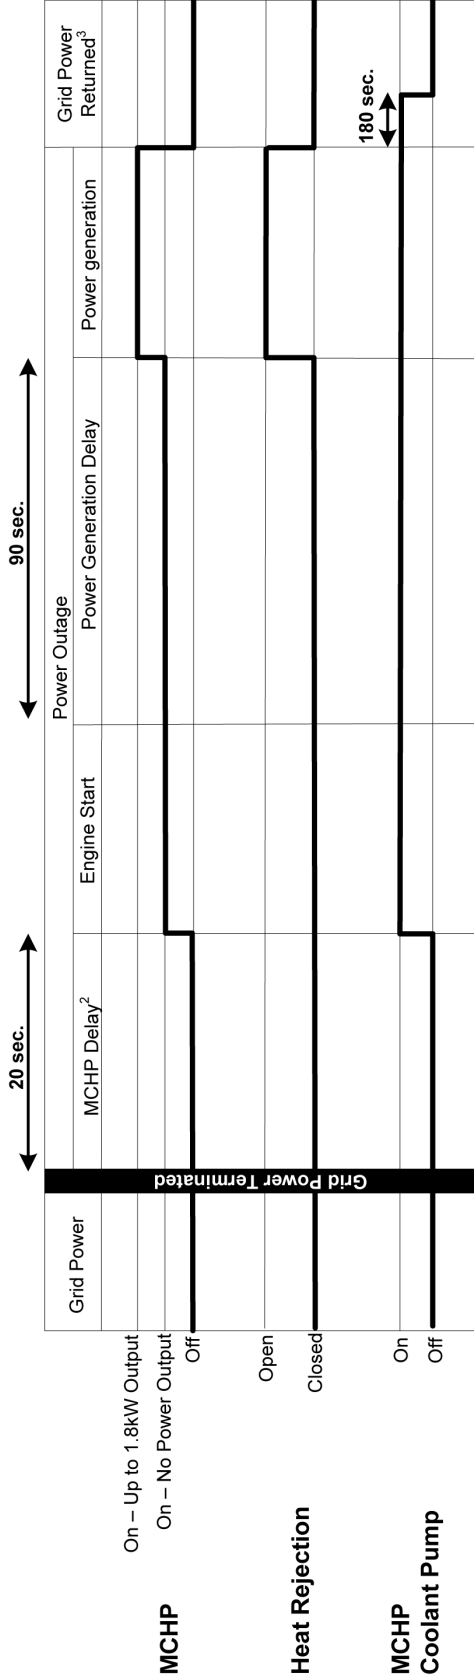 20 sec.
90 sec.
Power Outage
Grid Power
MCHP Delay²
Engine Start
Power Generation Delay
Power generation
Grid Power
Returned³
Grid Power Terminated
MCHP
On – Up to 1.8kW Output
On – No Power Output
Off
Heat Rejection
Open
Closed
180 sec.
MCHP
Coolant Pump
On
Off